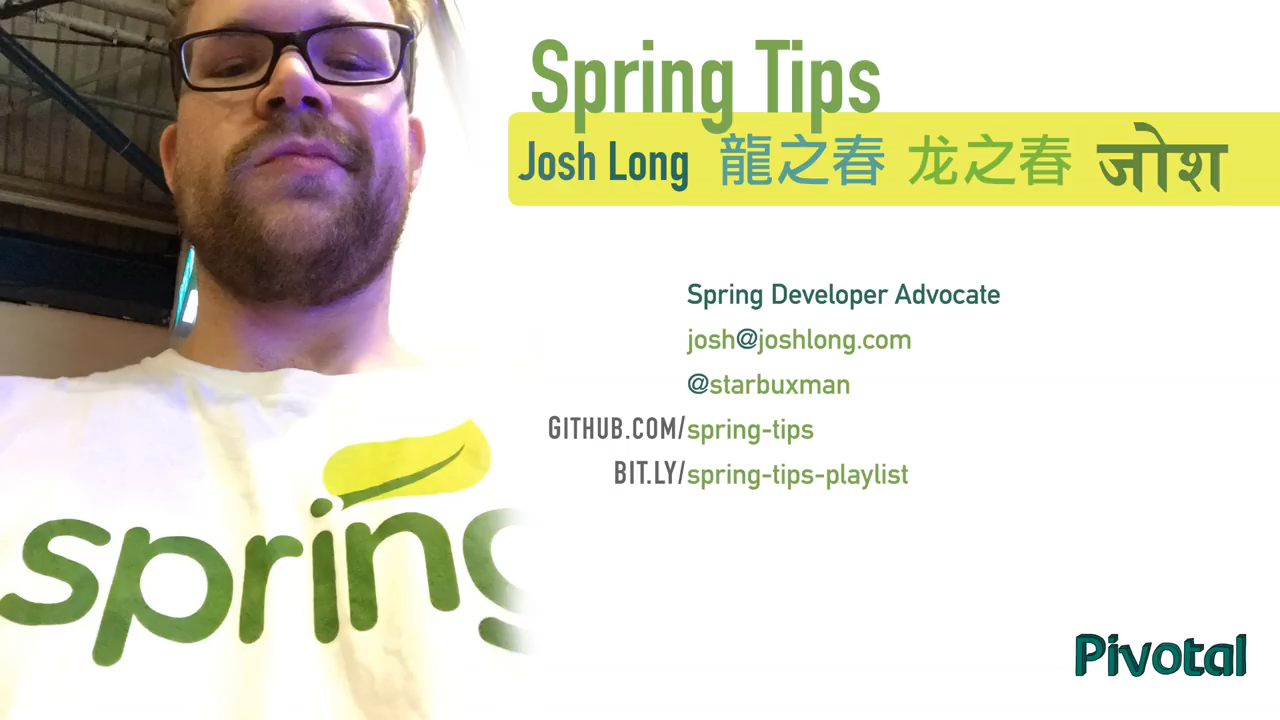 Spring Tips
Josh Long 龍之春 龙之春 जोश
Spring Developer Advocate
josh@joshlong.com
@starbuxman
GITHUB.COM/spring-tips
BIT.LY/spring-tips-playlist
spring
Pivotal